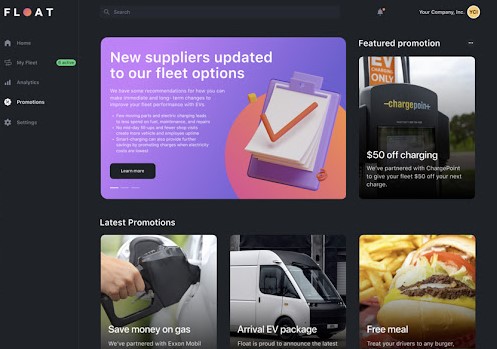 FLOAT
Search
Your Company, Inc.
YC!
Home
My Fleet
5 active
Analytics
Promotions
Settings
New suppliers updated
to our fleet options
We have some recommendations for how you can
make immediate and long-term changes to
improve your fleet performance with EVs
Few moving parts and electric charging leads
to less spend on fuel, maintenance, and repairs
No mid-day fill-ups and fewer shop visits
create more vehicle and employee uptime
Smart charging can also provide further
savings by promoting charges when electricity
costs are lowest
Learn more
Featured promotion
EV
CHARGING
ONLY
-chargepoin+
$50 off charging
We've partnered with ChargePoint
to give your fleet $50 off your next
charge.
Latest Promotions
Save money on gas
We've partnered with Exxon Mobil
Arrival EV package
Float is proud to announce the latest
Free meal
Treat your drivers to any burger,